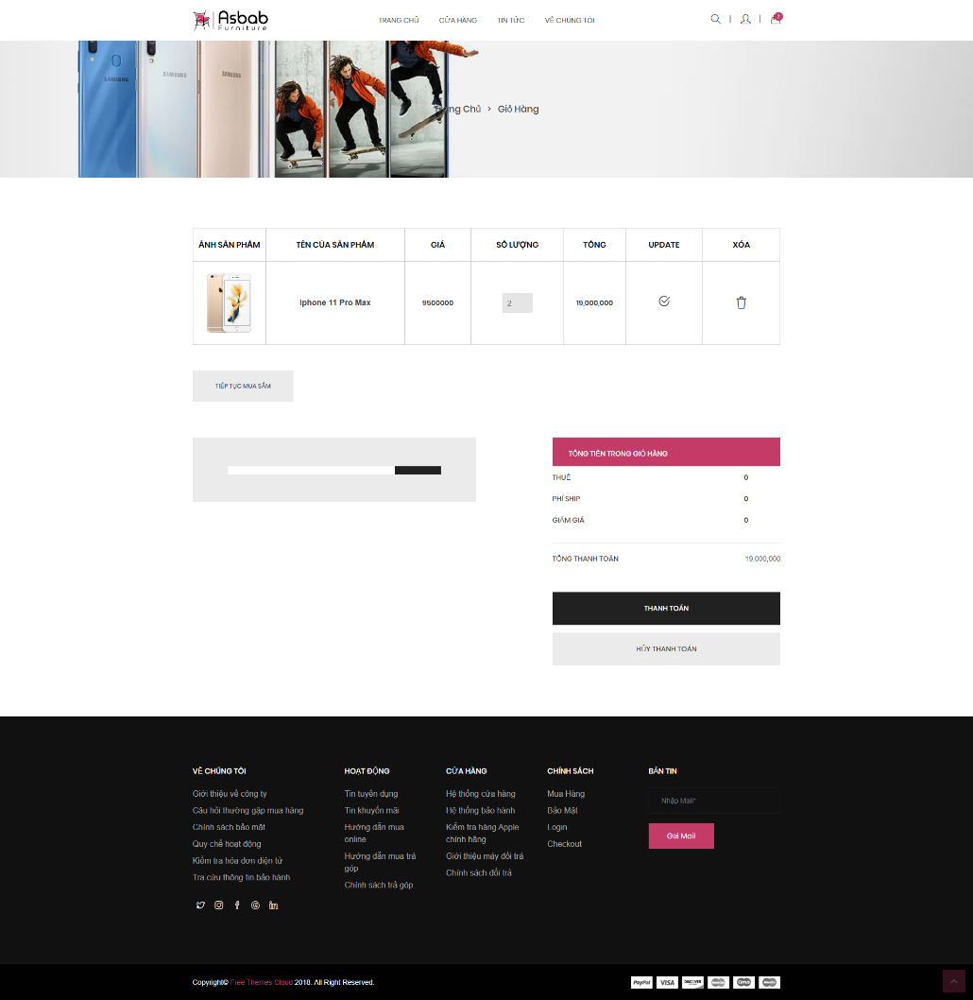 Asbab
Furniture
TRANG CHỦ
CỬA HÀNG
TIN TỨC
VỀ CHÚNG TÔI
2
SAMSUNG
SAMSUNG
SAMSUNG
Trang Chủ > Giỏ Hàng
ẢNH SẢN PHẨM
TÊN CỦA SẢN PHẨM
GIÁ
SỐ LƯỢNG
TỔNG
UPDATE
XÓA
Iphone 11 Pro Max
9500000
2
19,000,000
TIẾP TỤC MUA SẮM
TỔNG TIỀN TRONG GIỎ HÀNG
THUẾ
0
PHÍ SHIP
0
GIẢM GIÁ
0
TỔNG THANH TOÁN
19,000,000
THANH TOÁN
HỦY THANH TOÁN
VỀ CHÚNG TÔI
Giới thiệu về công ty
Câu hỏi thường gặp mua hàng
Chính sách bảo mật
Quy chế hoạt động
Kiểm tra hóa đơn điện tử
Tra cứu thông tin bảo hành
HOẠT ĐỘNG
Tin tuyển dụng
Tin khuyến mãi
Hướng dẫn mua
online
Hướng dẫn mua trả
góp
Chính sách trả góp
CỬA HÀNG
Hệ thống cửa hàng
Hệ thống bảo hành
Kiểm tra hàng Apple
chính hãng
Giới thiệu máy đổi trả
Chính sách đổi trả
CHÍNH SÁCH
Mua Hàng
Bảo Mật
Login
Checkout
BẢN TIN
Nhập Mail*
Gửi Mail
Copyright© Free Themes Cloud 2018. All Right Reserved.
PayPal
VISA
DISCOVER